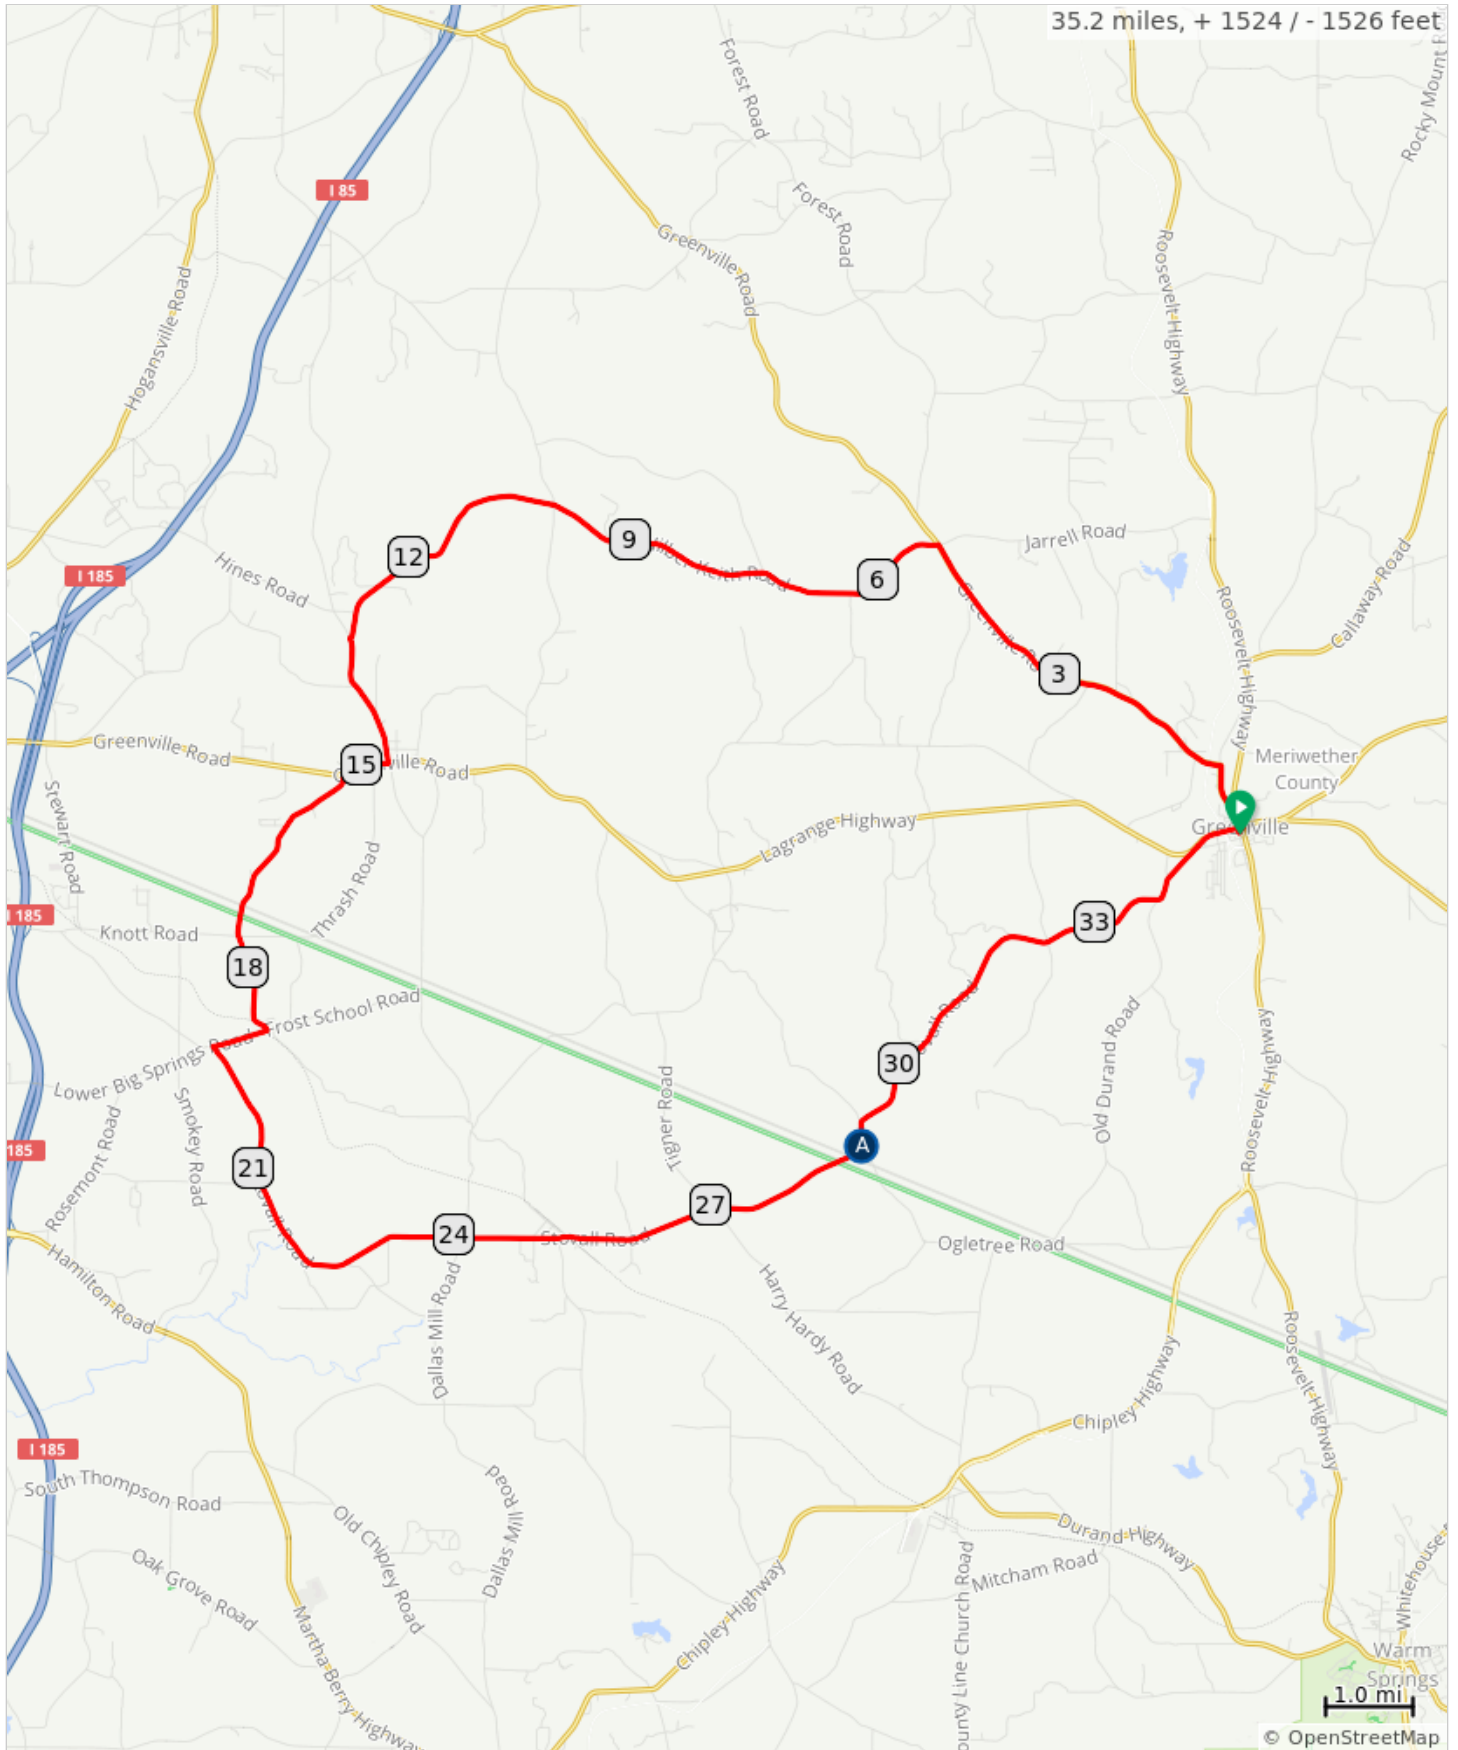 35.2 miles, + 1524 / - 1526 feet
Forest Road
Rocky Mount
I 85
Forest Road
Greenville Road
Roosevelt Highway
Hogansville Road
12
9
Keith Road
6
Jarrell Road
Hines Road
I 185
Callaway Road
Roosevelt Highway
3
Greenville Road
15
ville Road
Meriwether
County
Greenville
Lagrange Highway
Stewart Road
Thrash Road
I 185
Knott Road
33
18
Frost School Road
Lower Big Springs Road
30
Old Durand Road
Roosevelt Highway
Tigner Road
Smokey Road
Rosemont Road
A
185
21
27
24
Stovall Road
Ogletree Road
Hamilton Road
Dallas Mill Road
Harry Hardy Road
Roosevelt Highway
Chipley Highway
I 185
South Thompson Road
Dallas Mill Road
Old Chipley Road
Durand Highway
Mitcham Road
Oak Grove Road
Whitehouse
Chipley Highway
ounty Line Church Road
Martha Berry Highway
Warm
Springs
1.0 mi
© OpenStreetMap